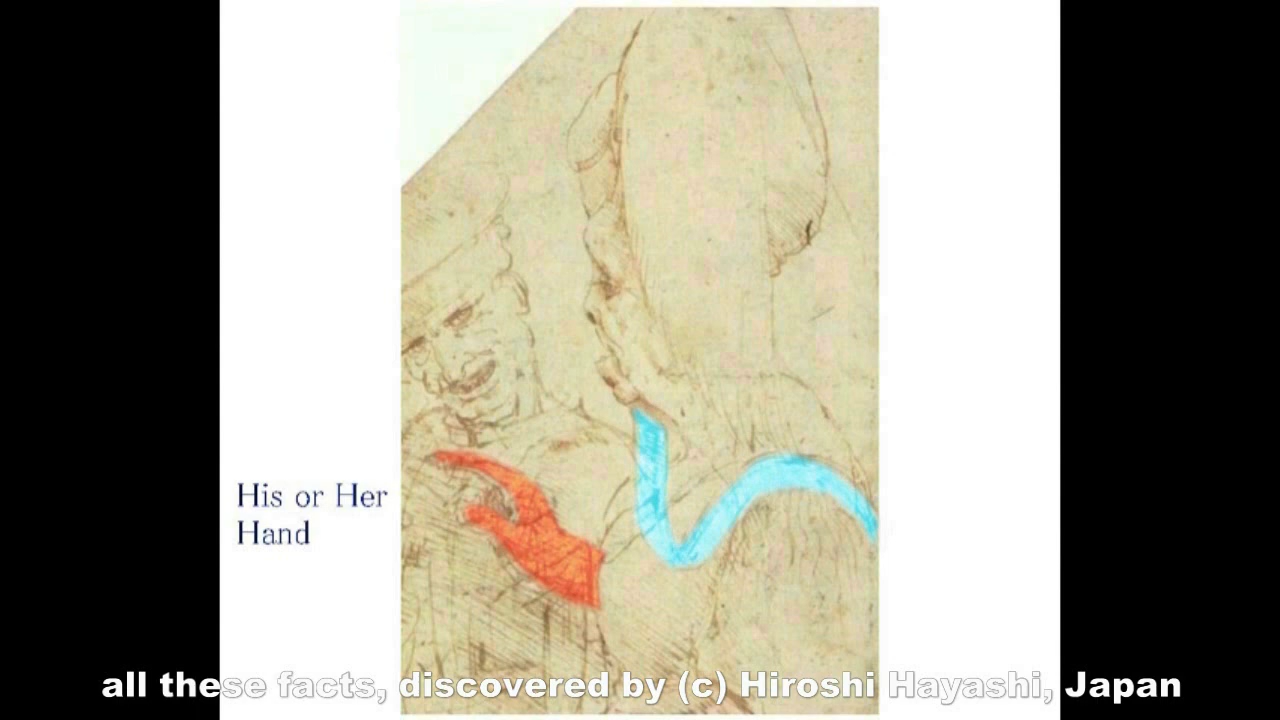 His or Her
Hand
all these facts, discovered by (c) Hiroshi Hayashi, Japan